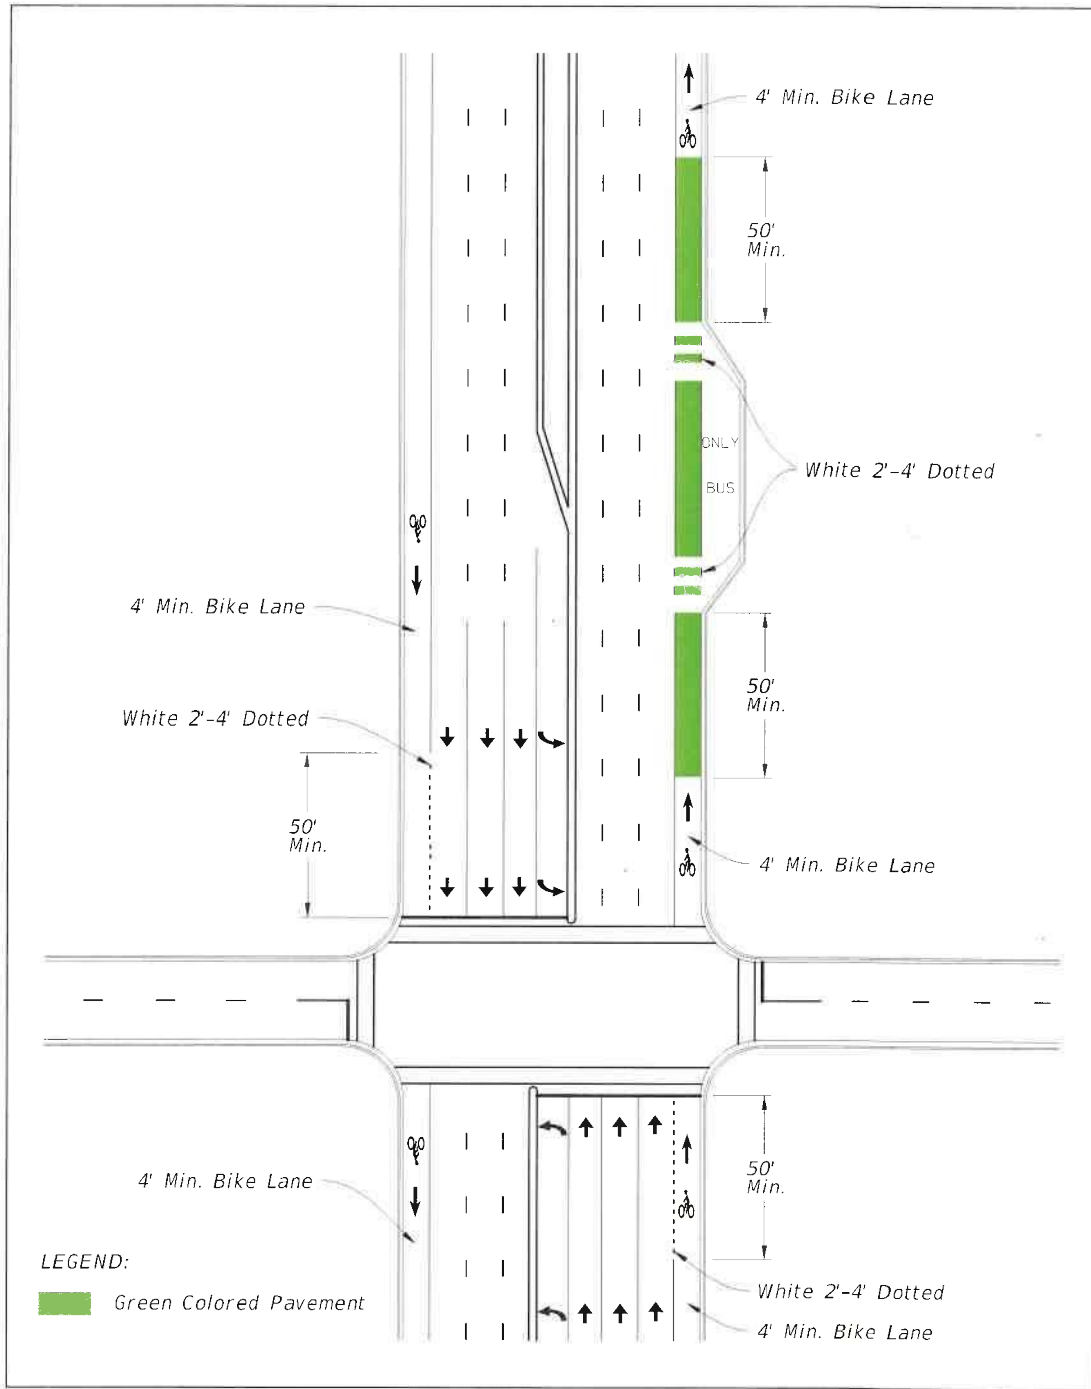 4' Min. Bike Lane
50'
Min.
ONLY
BUS
White 2'-4' Dotted
4' Min. Bike Lane
50'
Min.
White 2'-4' Dotted
50'
Min.
4' Min. Bike Lane
50'
Min.
4' Min. Bike Lane
LEGEND:
Green Colored Pavement
White 2'-4' Dotted
4' Min. Bike Lane